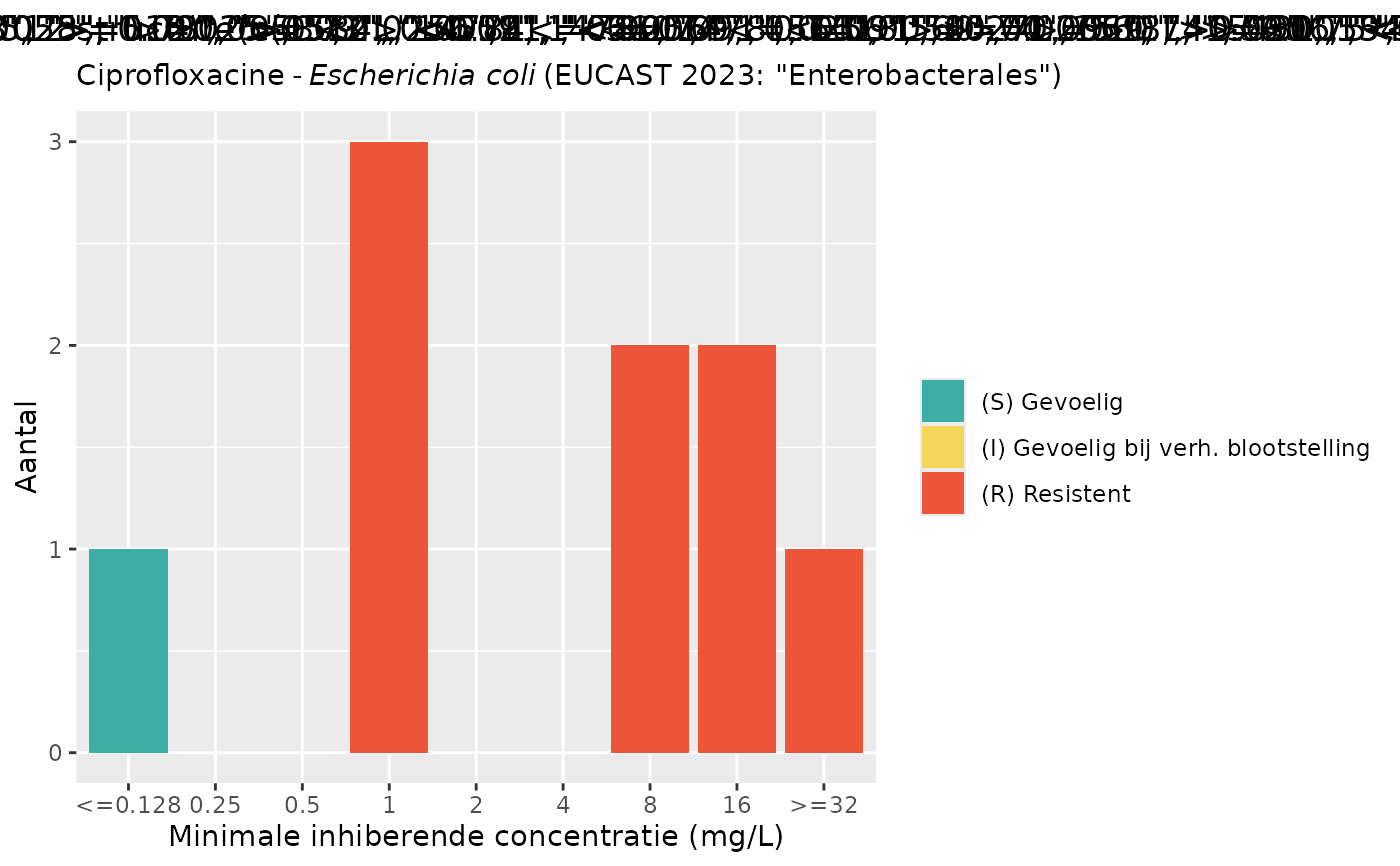 Ciprofloxacine - Escherichia coli (EUCAST 2023: "Enterobacterales")
3
2
1
0
Aantal
<=0.128 0.25 0.5 1 2 4 8 16 >=32
Minimale inhiberende concentratie (mg/L)
(S) Gevoelig
(I) Gevoelig bij verh. blootstelling
(R) Resistent